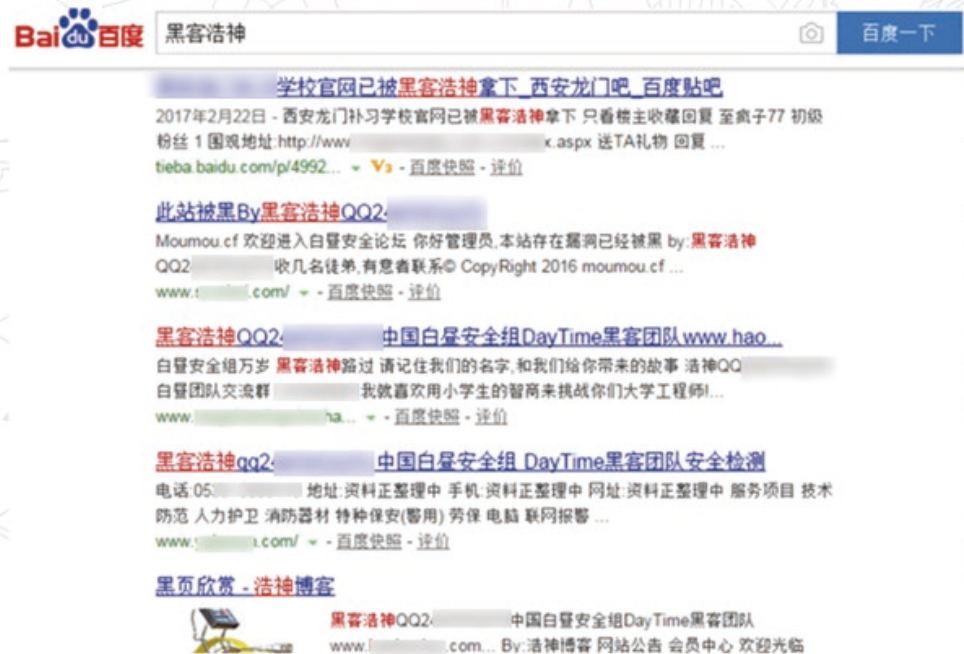 Bai du 百度 黑客浩神 百度一下
学校官网已被黑客浩神拿下_西安龙门吧_百度贴吧
2017年2月22日 - 西安龙门补习学校官网已被黑客浩神拿下 只看楼主收藏回复 至疯子77 初级
粉丝 1 围观地址:http://www x.aspx 送TA礼物 回复 ...
tieba.baidu.com/p/4992... V3 - 百度快照 - 评价
此站被黑By黑客浩神QQ2
Moumou.cf 欢迎进入白昼安全论坛 你好管理员,本站存在漏洞已经被黑 by:黑客浩神
QQ2 收几名徒弟,有意者联系© CopyRight 2016 moumou.cf ...
www.s .com/ - 百度快照 - 评价
黑客浩神QQ2 中国白昼安全组DayTime黑客团队www.hao...
白昼安全组万岁 黑客浩神路过 请记住我们的名字,和我们给你带来的故事 浩神QQ
白昼团队交流群 我就喜欢用小学生的智商来挑战你们大学工程师!...
www. ha... - 百度快照 - 评价
黑客浩神qq2 中国白昼安全组 DayTime黑客团队安全检测
电话:05 地址:资料正整理中 手机:资料正整理中 网址:资料正整理中 服务项目 技术
防范 人力护卫 消防器材 特种保安(警用) 劳保 电脑 联网报警 ...
www. .com/ - 百度快照 - 评价
黑页欣赏 - 浩神博客
黑客浩神QQ2 中国白昼安全组DayTime黑客团队
www. .com... By:浩神博客 网站公告 会员中心 欢迎光临